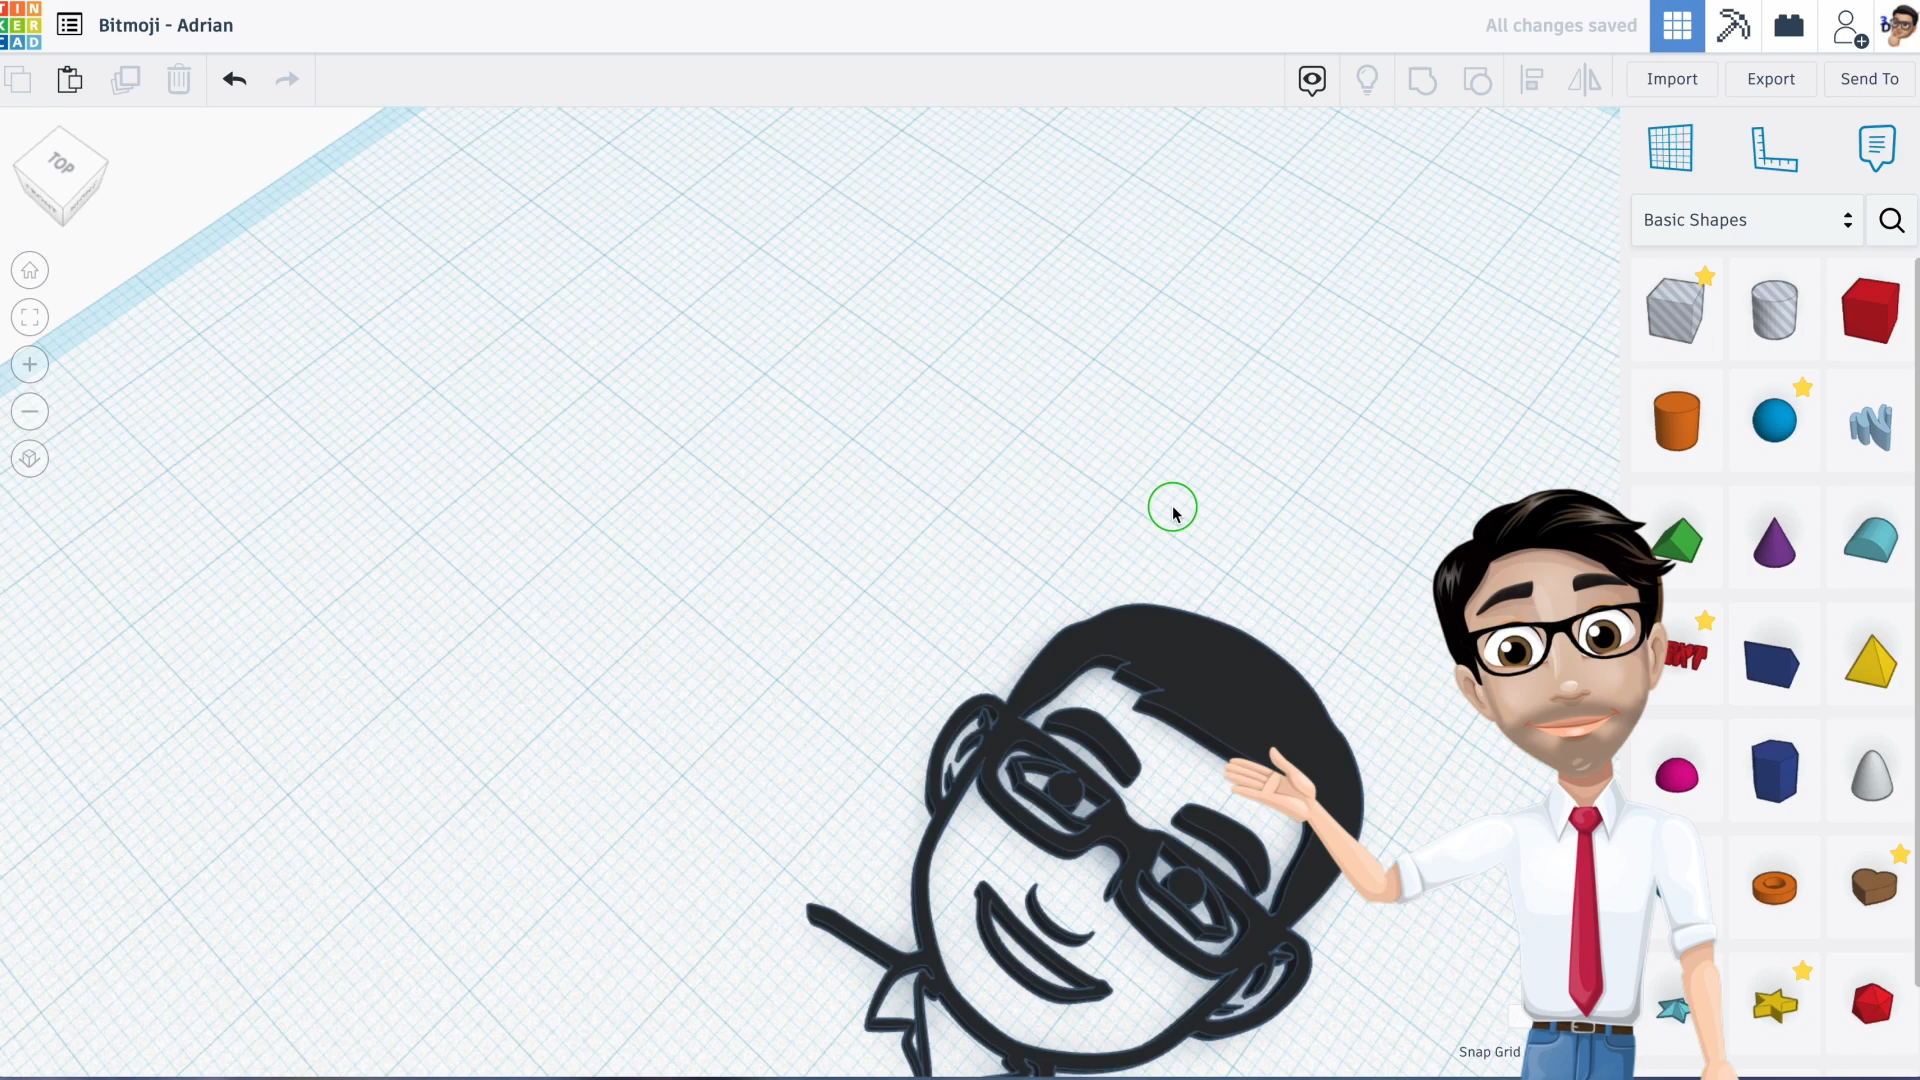 TIN
KER
CAD
Bitmoji - Adrian
All changes saved
Import
Export
Send To
TOP
Basic Shapes
Snap Grid